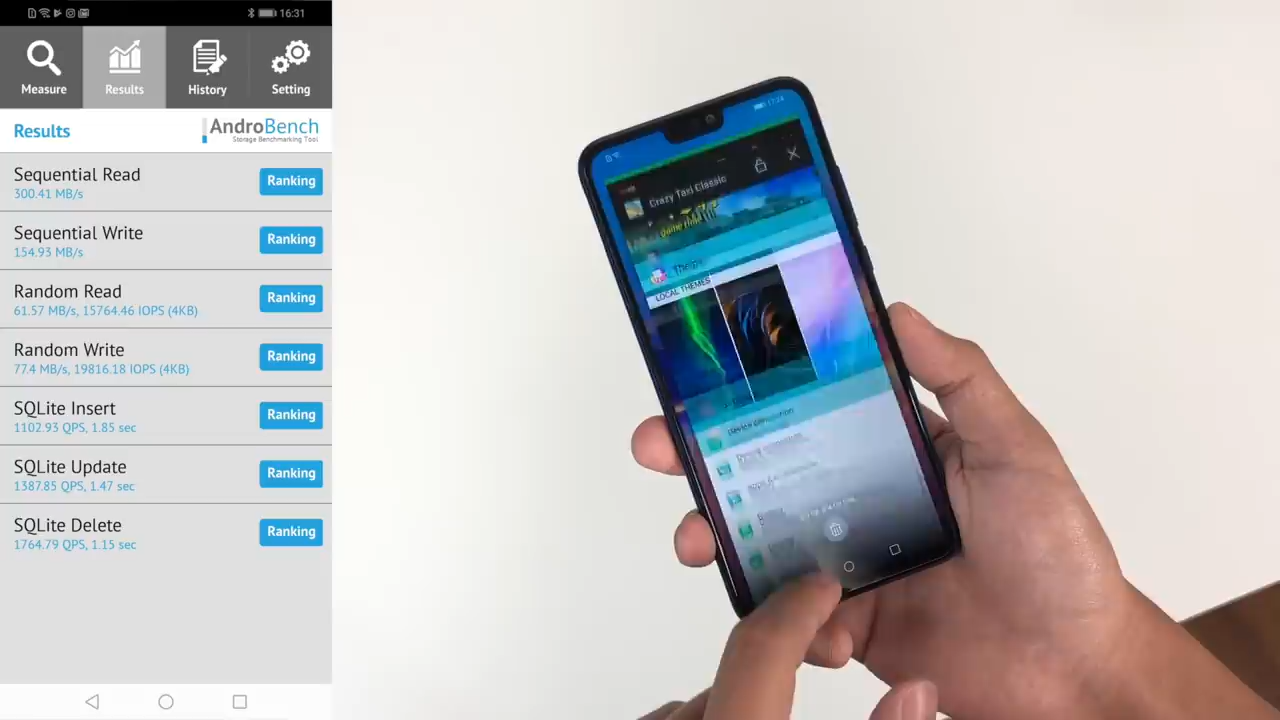 16:31
Measure
Results
History
Setting
Results
AndroBench
Storage Benchmarking Tool
Sequential Read
300.41 MB/s
Ranking
Sequential Write
154.93 MB/s
Ranking
Random Read
61.57 MB/s, 15764.46 IOPS (4KB)
Ranking
Random Write
77.4 MB/s, 19816.18 IOPS (4KB)
Ranking
SQLite Insert
1102.93 QPS, 1.85 sec
Ranking
SQLite Update
1387.85 QPS, 1.47 sec
Ranking
SQLite Delete
1764.79 QPS, 1.15 sec
Ranking
Crazy Taxi Classic
Themes
LOCAL THEMES